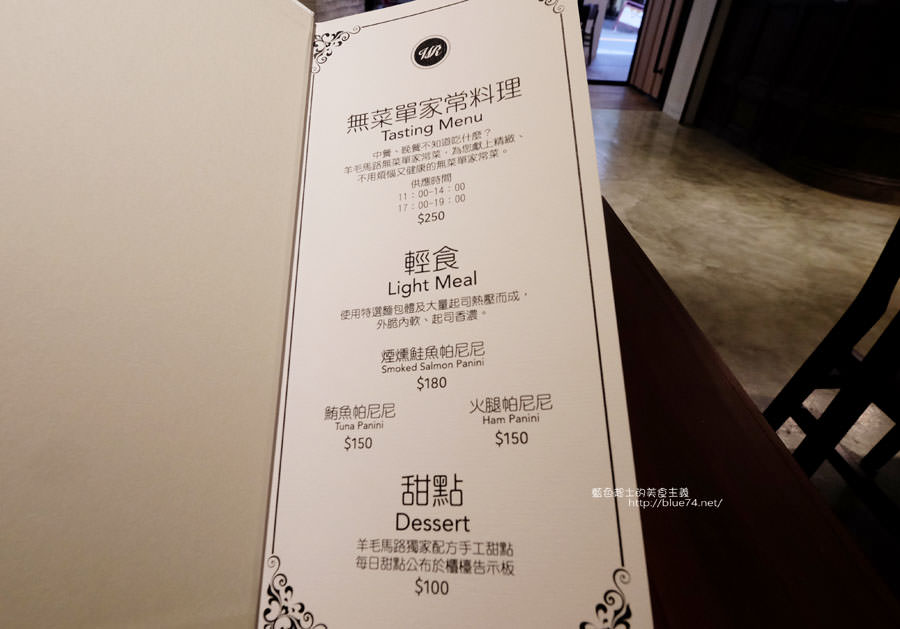 HR
無菜單家常料理
Tasting Menu
中餐、晚餐不知道吃什麼？
羊毛馬路無菜單家常菜，為您獻上精緻、
不用煩惱又健康的無菜單家常菜。
供應時間
11：00-14：00
17：00-19：00
$250
輕食
Light Meal
使用特選麵包體及大量起司熱壓而成，
外脆內軟、起司香濃。
煙燻鮭魚帕尼尼
Smoked Salmon Panini
$180
鮪魚帕尼尼
Tuna Panini
$150
火腿帕尼尼
Ham Panini
$150
甜點
Dessert
羊毛馬路獨家配方手工甜點
每日甜點公布於櫃檯告示板
$100
藍色起士的美食主義
http://blue74.net/